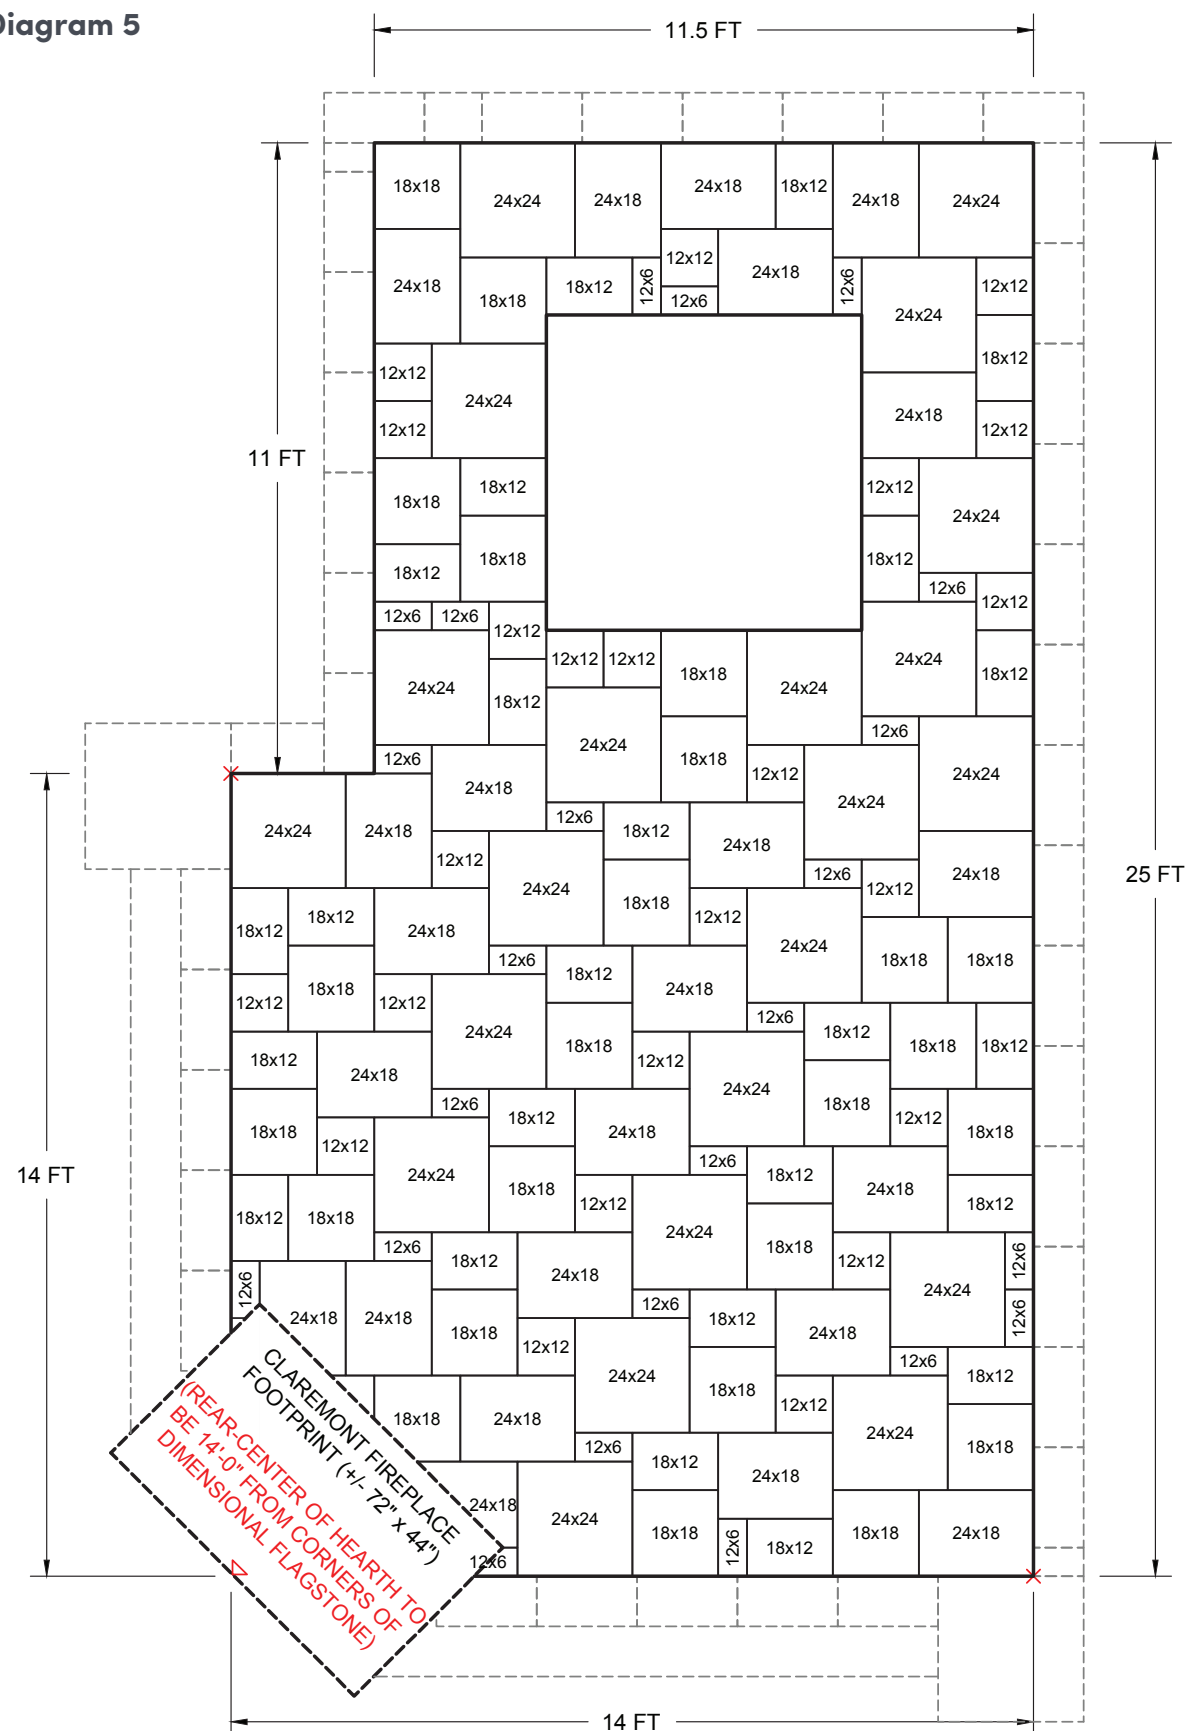 Diagram 5
11.5 FT
18x18
24x24
24x18
24x18
18x12
24x18
24x24
24x18
18x18
18x12
12x6
12x12
12x6
24x18
12x6
24x24
12x12
18x12
12x12
24x24
24x18
12x12
12x12
11 FT
18x18
18x12
12x12
24x24
18x12
18x18
18x12
12x6
12x12
12x6
12x6
12x12
24x24
18x12
12x12
12x12
18x18
24x24
24x24
18x12
12x6
24x24
18x18
12x12
24x24
24x24
12x6
24x18
24x24
24x18
12x6
18x12
24x18
12x12
24x24
18x18
12x6
12x12
24x18
25 FT
18x12
18x12
24x18
12x12
24x24
18x18
18x18
12x6
18x12
24x18
12x12
18x18
12x12
24x24
12x6
18x12
18x18
18x12
18x12
24x18
18x18
12x12
24x24
18x18
12x12
18x18
12x6
18x12
24x18
18x18
12x12
24x24
12x6
18x12
24x18
14 FT
18x12
18x18
18x18
12x12
24x24
18x18
12x12
18x12
12x6
18x12
24x18
24x24
12x6
12x6
24x18
24x18
18x18
12x12
12x6
18x12
24x18
12x6
24x24
18x18
12x12
12x6
18x12
18x18
24x18
12x6
18x12
24x18
24x24
18x18
24x18
24x24
18x18
12x6
18x12
18x18
24x18
12x6
CLAREMONT FIREPLACE
FOOTPRINT (+/- 72" x 44")
(REAR-CENTER OF HEARTH TO
BE 14'-0" FROM CORNERS OF
DIMENSIONAL FLAGSTONE)
14 FT